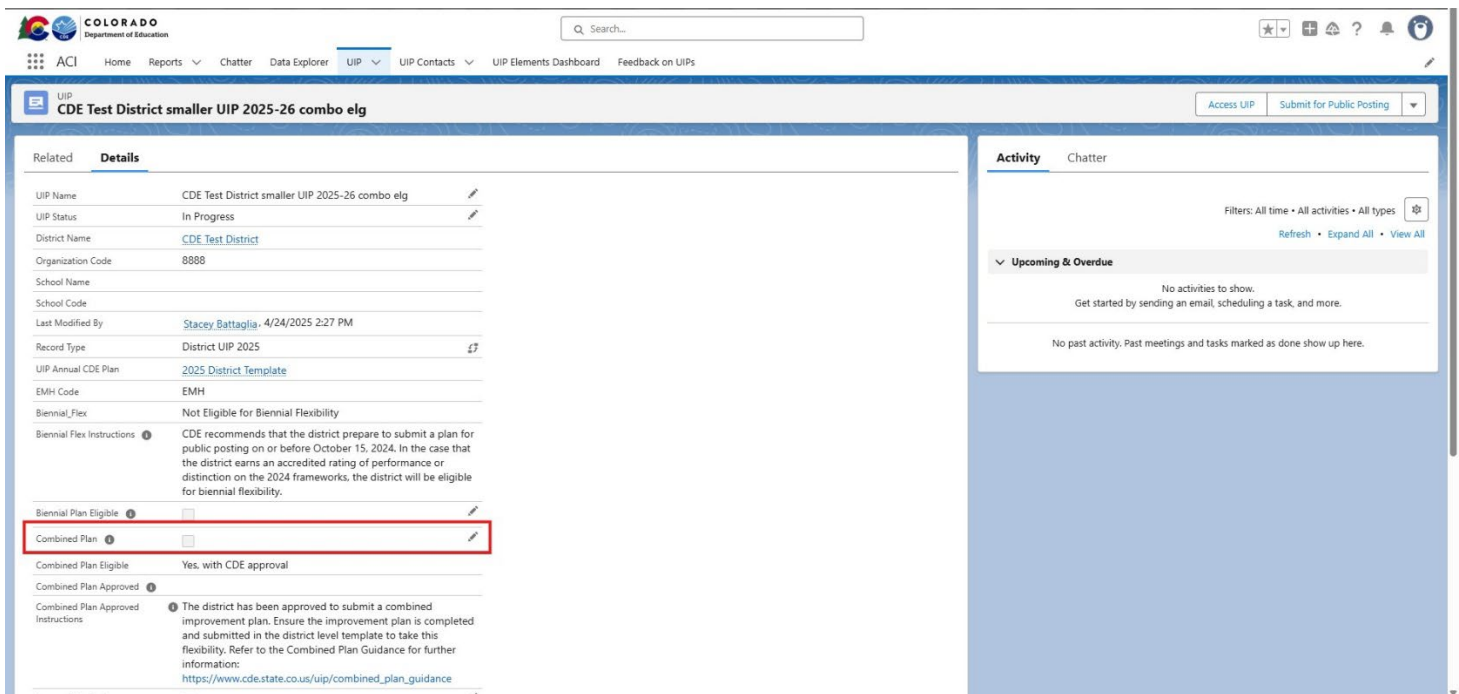 COLORADO
Department of Education
CDE
Search...
ACI
Home Reports Chatter Data Explorer UIP UIP Contacts UIP Elements Dashboard Feedback on UIPs
UIP
CDE Test District smaller UIP 2025-26 combo elg
Access UIP Submit for Public Posting
Related Details
UIP Name CDE Test District smaller UIP 2025-26 combo elg
UIP Status In Progress
District Name CDE Test District
Organization Code 8888
School Name
School Code
Last Modified By Stacey Battaglia, 4/24/2025 2:27 PM
Record Type District UIP 2025
UIP Annual CDE Plan 2025 District Template
EMH Code EMH
Biennial_Flex Not Eligible for Biennial Flexibility
Biennial Flex Instructions CDE recommends that the district prepare to submit a plan for
public posting on or before October 15, 2024. In the case that
the district earns an accredited rating of performance or
distinction on the 2024 frameworks, the district will be eligible
for biennial flexibility.
Biennial Plan Eligible
Combined Plan
Combined Plan Eligible Yes, with CDE approval
Combined Plan Approved
Combined Plan Approved Instructions The district has been approved to submit a combined
improvement plan. Ensure the improvement plan is completed
and submitted in the district level template to take this
flexibility. Refer to the Combined Plan Guidance for further
information:
https://www.cde.state.co.us/uip/combined_plan_guidance
Activity Chatter
Filters: All time • All activities • All types
Refresh • Expand All • View All
Upcoming & Overdue
No activities to show.
Get started by sending an email, scheduling a task, and more.
No past activity. Past meetings and tasks marked as done show up here.